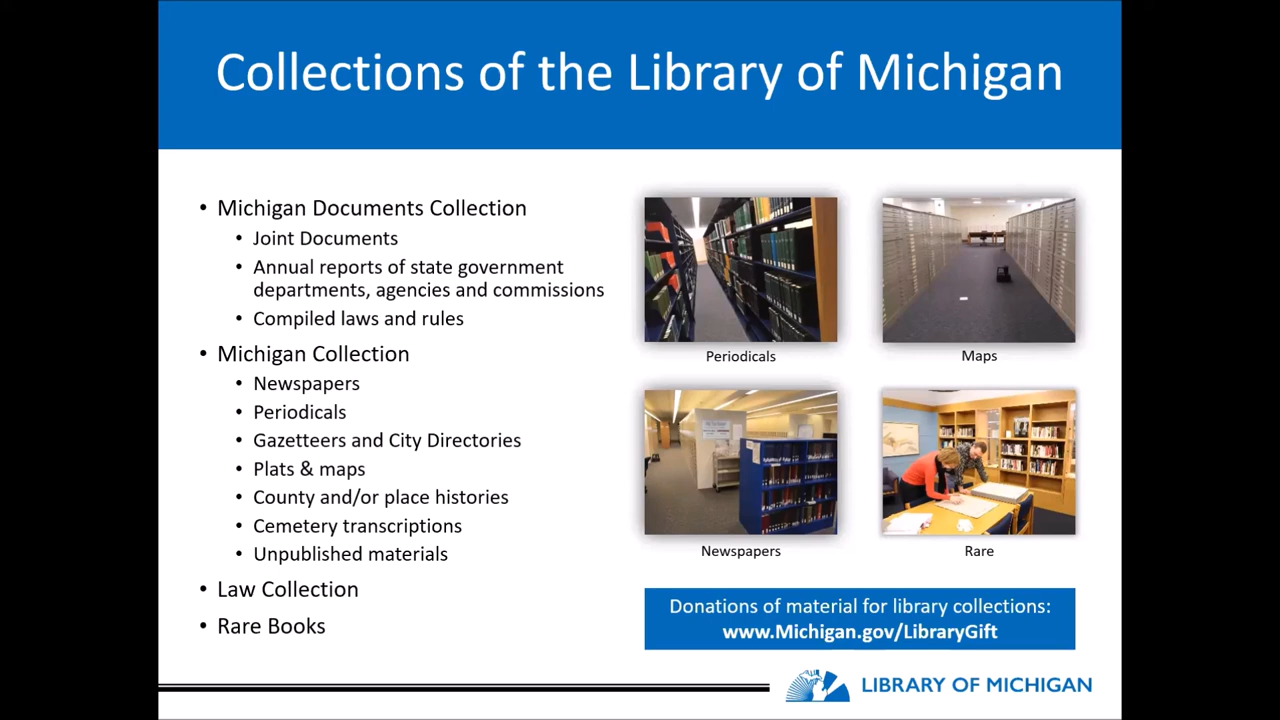 Collections of the Library of Michigan
• Michigan Documents Collection
• Joint Documents
• Annual reports of state government
departments, agencies and commissions
• Compiled laws and rules
• Michigan Collection
• Newspapers
• Periodicals
• Gazetteers and City Directories
• Plats & maps
• County and/or place histories
• Cemetery transcriptions
• Unpublished materials
• Law Collection
• Rare Books
Periodicals
Maps
Newspapers
Rare
Donations of material for library collections:
www.Michigan.gov/LibraryGift
LIBRARY OF MICHIGAN